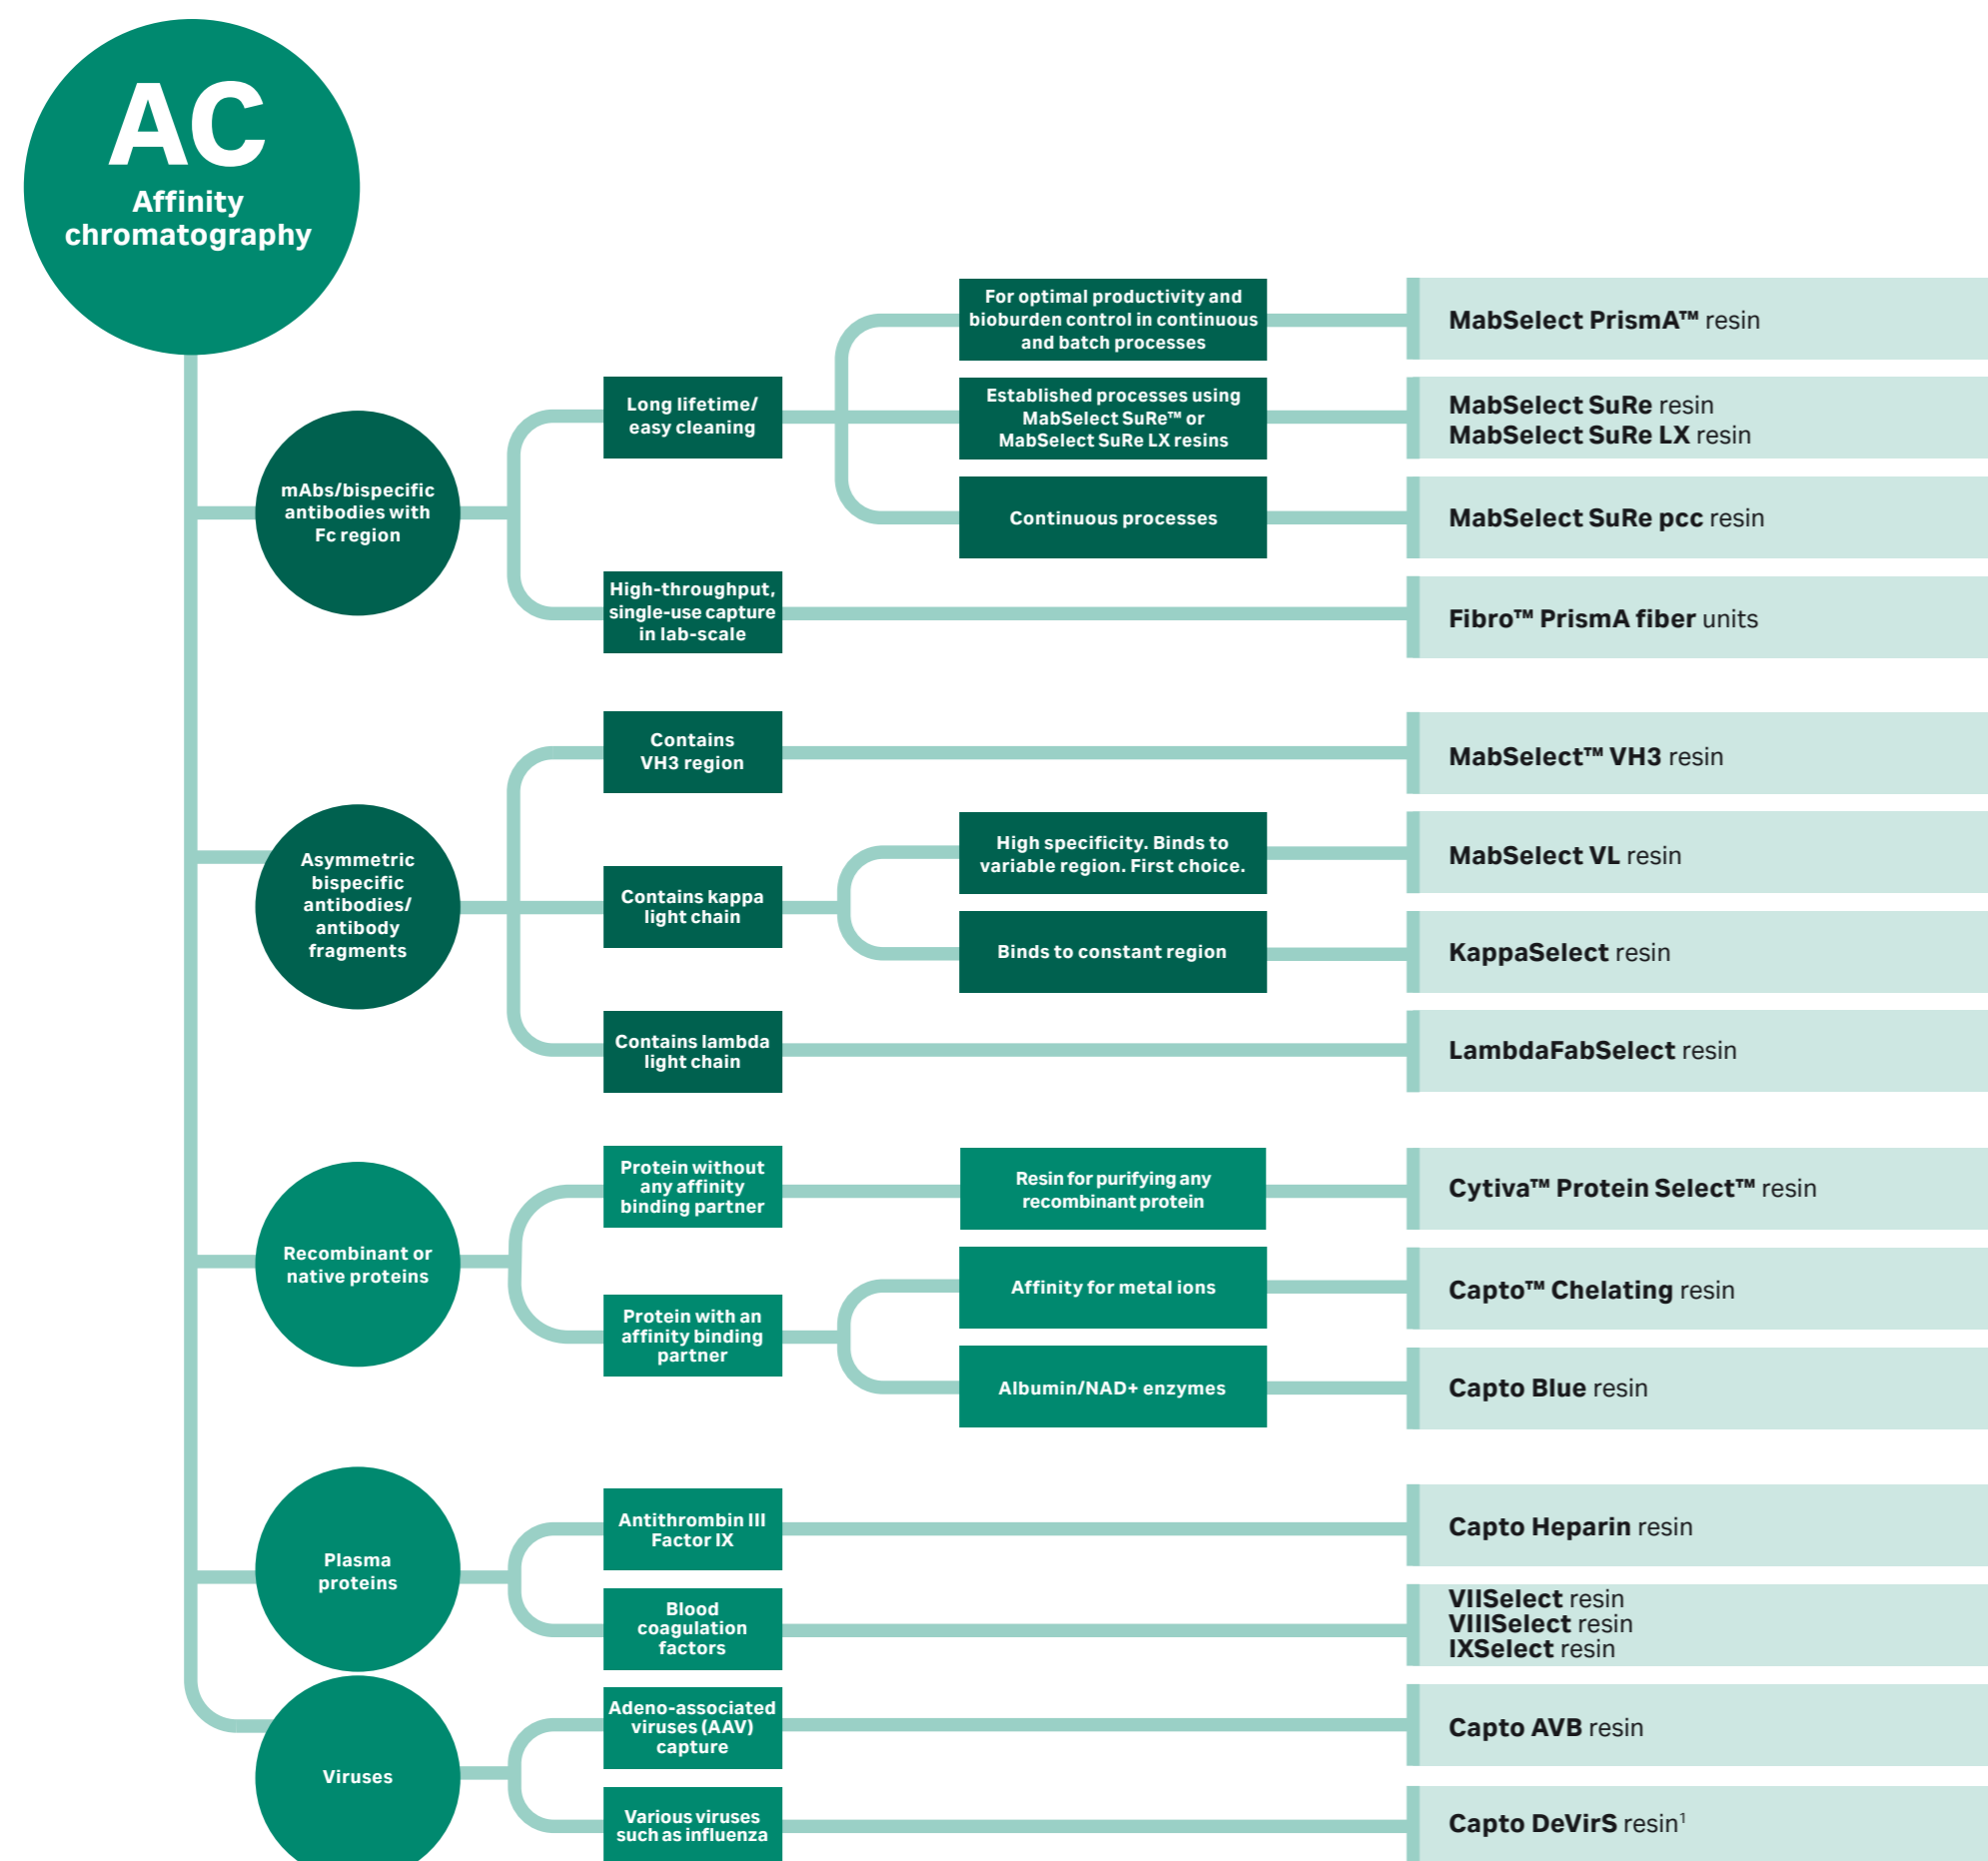 AC
Affinity
chromatography
mAbs/bispecific
antibodies with
Fc region
Long lifetime/
easy cleaning
For optimal productivity and
bioburden control in continuous
and batch processes
MabSelect PrismA™ resin
Established processes using
MabSelect SuRe™ or
MabSelect SuRe LX resins
MabSelect SuRe resin
MabSelect SuRe LX resin
Continuous processes
MabSelect SuRe pcc resin
High-throughput,
single-use capture
in lab-scale
Fibro™ PrismA fiber units
Asymmetric
bispecific
antibodies/
antibody
fragments
Contains
VH3 region
MabSelect™ VH3 resin
Contains kappa
light chain
High specificity. Binds to
variable region. First choice.
MabSelect VL resin
Binds to constant region
KappaSelect resin
Contains lambda
light chain
LambdaFabSelect resin
Recombinant or
native proteins
Protein without
any affinity
binding partner
Resin for purifying any
recombinant protein
Cytiva™ Protein Select™ resin
Protein with an
affinity binding
partner
Affinity for metal ions
Capto™ Chelating resin
Albumin/NAD+ enzymes
Capto Blue resin
Plasma
proteins
Antithrombin III
Factor IX
Capto Heparin resin
Blood
coagulation
factors
VIISelect resin
VIIISelect resin
IXSelect resin
Viruses
Adeno-associated
viruses (AAV)
capture
Capto AVB resin
Various viruses
such as influenza
Capto DeVirS resin¹